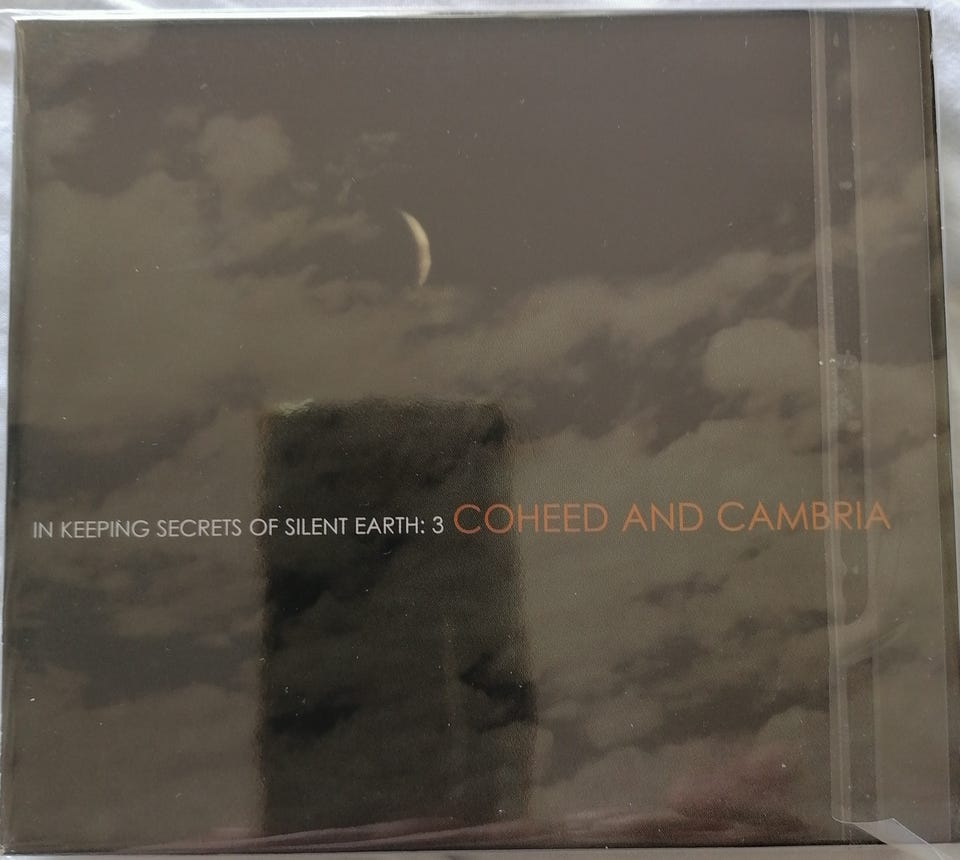 IN KEEPING SECRETS OF SILENT EARTH: 3 COHEED AND CAMBRIA